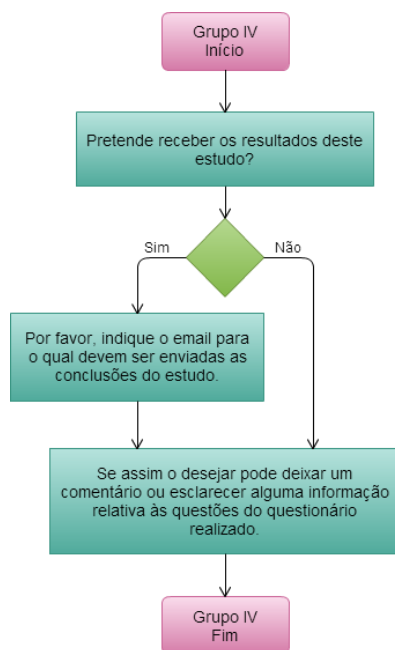 Grupo IV
Início
Pretende receber os resultados deste
estudo?
Sim
Não
Por favor, indique o email para
o qual devem ser enviadas as
conclusões do estudo.
Se assim o desejar pode deixar um
comentário ou esclarecer alguma informação
relativa às questões do questionário
realizado.
Grupo IV
Fim